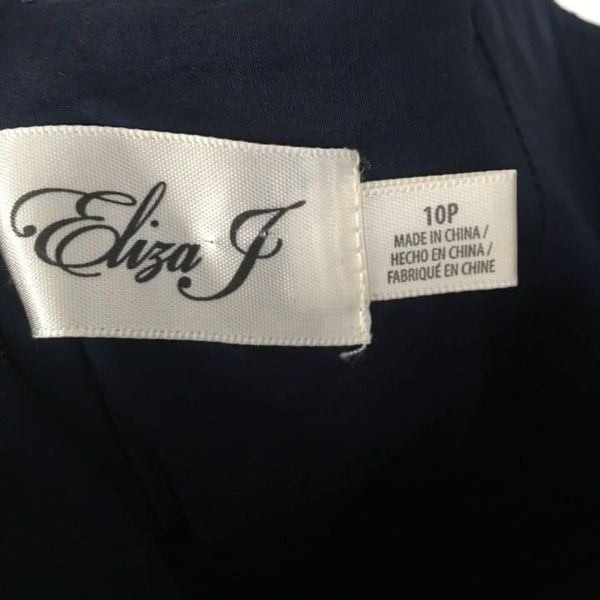 Eliza J
10P
MADE IN CHINA /
HECHO EN CHINA /
FABRIQUÉ EN CHINE